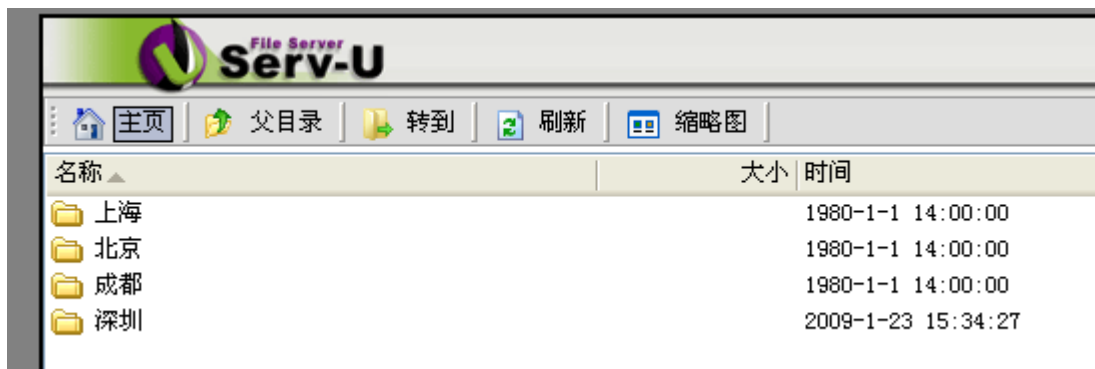 File Server
Serv-U
主页 父目录 转到 刷新 缩略图
名称 大小 时间
上海 1980-1-1 14:00:00
北京 1980-1-1 14:00:00
成都 1980-1-1 14:00:00
深圳 2009-1-23 15:34:27